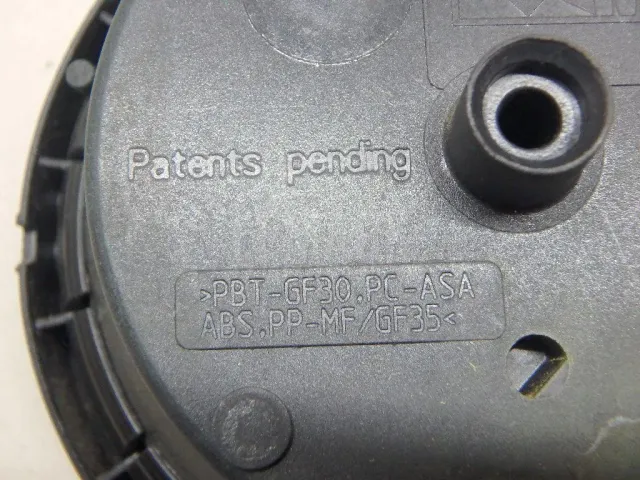 Patents pending
>PBT-GF30.PC-ASA
ABS.PP-MF/GF35<